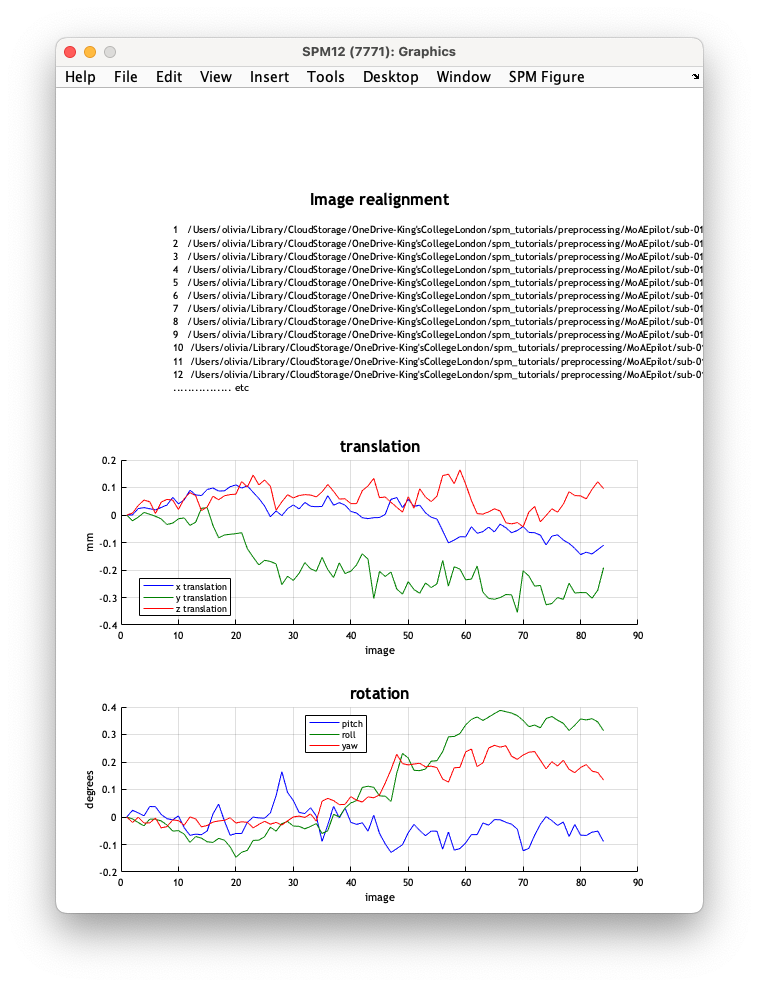 SPM12 (7771): Graphics
Help File Edit View Insert Tools Desktop Window SPM Figure
Image realignment
1 /Users/olivia/Library/CloudStorage/OneDrive-King'sCollegeLondon/spm_tutorials/preprocessing/MoAEpilot/sub-01
2 /Users/olivia/Library/CloudStorage/OneDrive-King'sCollegeLondon/spm_tutorials/preprocessing/MoAEpilot/sub-01
3 /Users/olivia/Library/CloudStorage/OneDrive-King'sCollegeLondon/spm_tutorials/preprocessing/MoAEpilot/sub-01
4 /Users/olivia/Library/CloudStorage/OneDrive-King'sCollegeLondon/spm_tutorials/preprocessing/MoAEpilot/sub-01
5 /Users/olivia/Library/CloudStorage/OneDrive-King'sCollegeLondon/spm_tutorials/preprocessing/MoAEpilot/sub-01
6 /Users/olivia/Library/CloudStorage/OneDrive-King'sCollegeLondon/spm_tutorials/preprocessing/MoAEpilot/sub-01
7 /Users/olivia/Library/CloudStorage/OneDrive-King'sCollegeLondon/spm_tutorials/preprocessing/MoAEpilot/sub-01
8 /Users/olivia/Library/CloudStorage/OneDrive-King'sCollegeLondon/spm_tutorials/preprocessing/MoAEpilot/sub-01
9 /Users/olivia/Library/CloudStorage/OneDrive-King'sCollegeLondon/spm_tutorials/preprocessing/MoAEpilot/sub-01
10 /Users/olivia/Library/CloudStorage/OneDrive-King'sCollegeLondon/spm_tutorials/preprocessing/MoAEpilot/sub-01
11 /Users/olivia/Library/CloudStorage/OneDrive-King'sCollegeLondon/spm_tutorials/preprocessing/MoAEpilot/sub-01
12 /Users/olivia/Library/CloudStorage/OneDrive-King'sCollegeLondon/spm_tutorials/preprocessing/MoAEpilot/sub-01
................ etc
translation
0.2
0.1
0
-0.1
-0.2
-0.3
-0.4
mm
x translation
y translation
z translation
0 10 20 30 40 50 60 70 80 90
image
rotation
0.4
0.3
0.2
0.1
0
-0.1
-0.2
degrees
pitch
roll
yaw
0 10 20 30 40 50 60 70 80 90
image